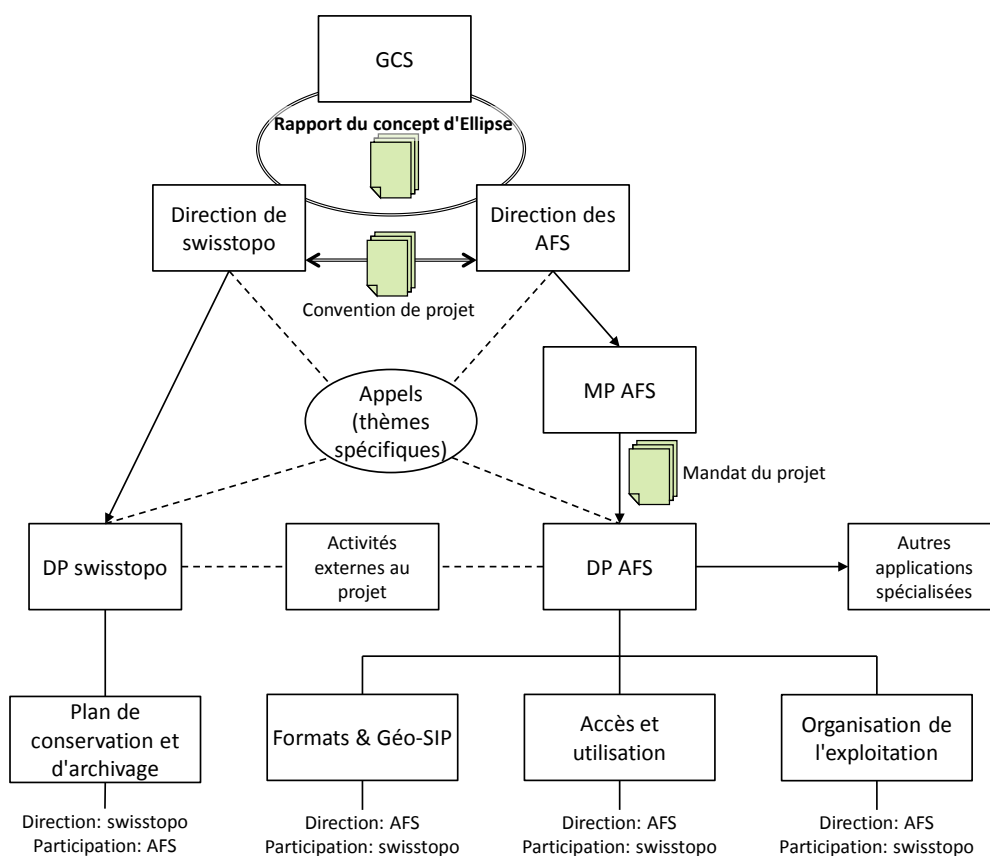 GCS
Rapport du concept d'Ellipse
Direction de
swisstopo
Direction des
AFS
Convention de projet
MP AFS
Appels
(thèmes
spécifiques)
Mandat du projet
DP swisstopo
Activités
externes au
projet
DP AFS
Autres
applications
spécialisées
Plan de
conservation et
d'archivage
Formats & Géo-SIP
Accès et
utilisation
Organisation de
l'exploitation
Direction: swisstopo
Participation: AFS
Direction: AFS
Participation: swisstopo
Direction: AFS
Participation: swisstopo
Direction: AFS
Participation: swisstopo